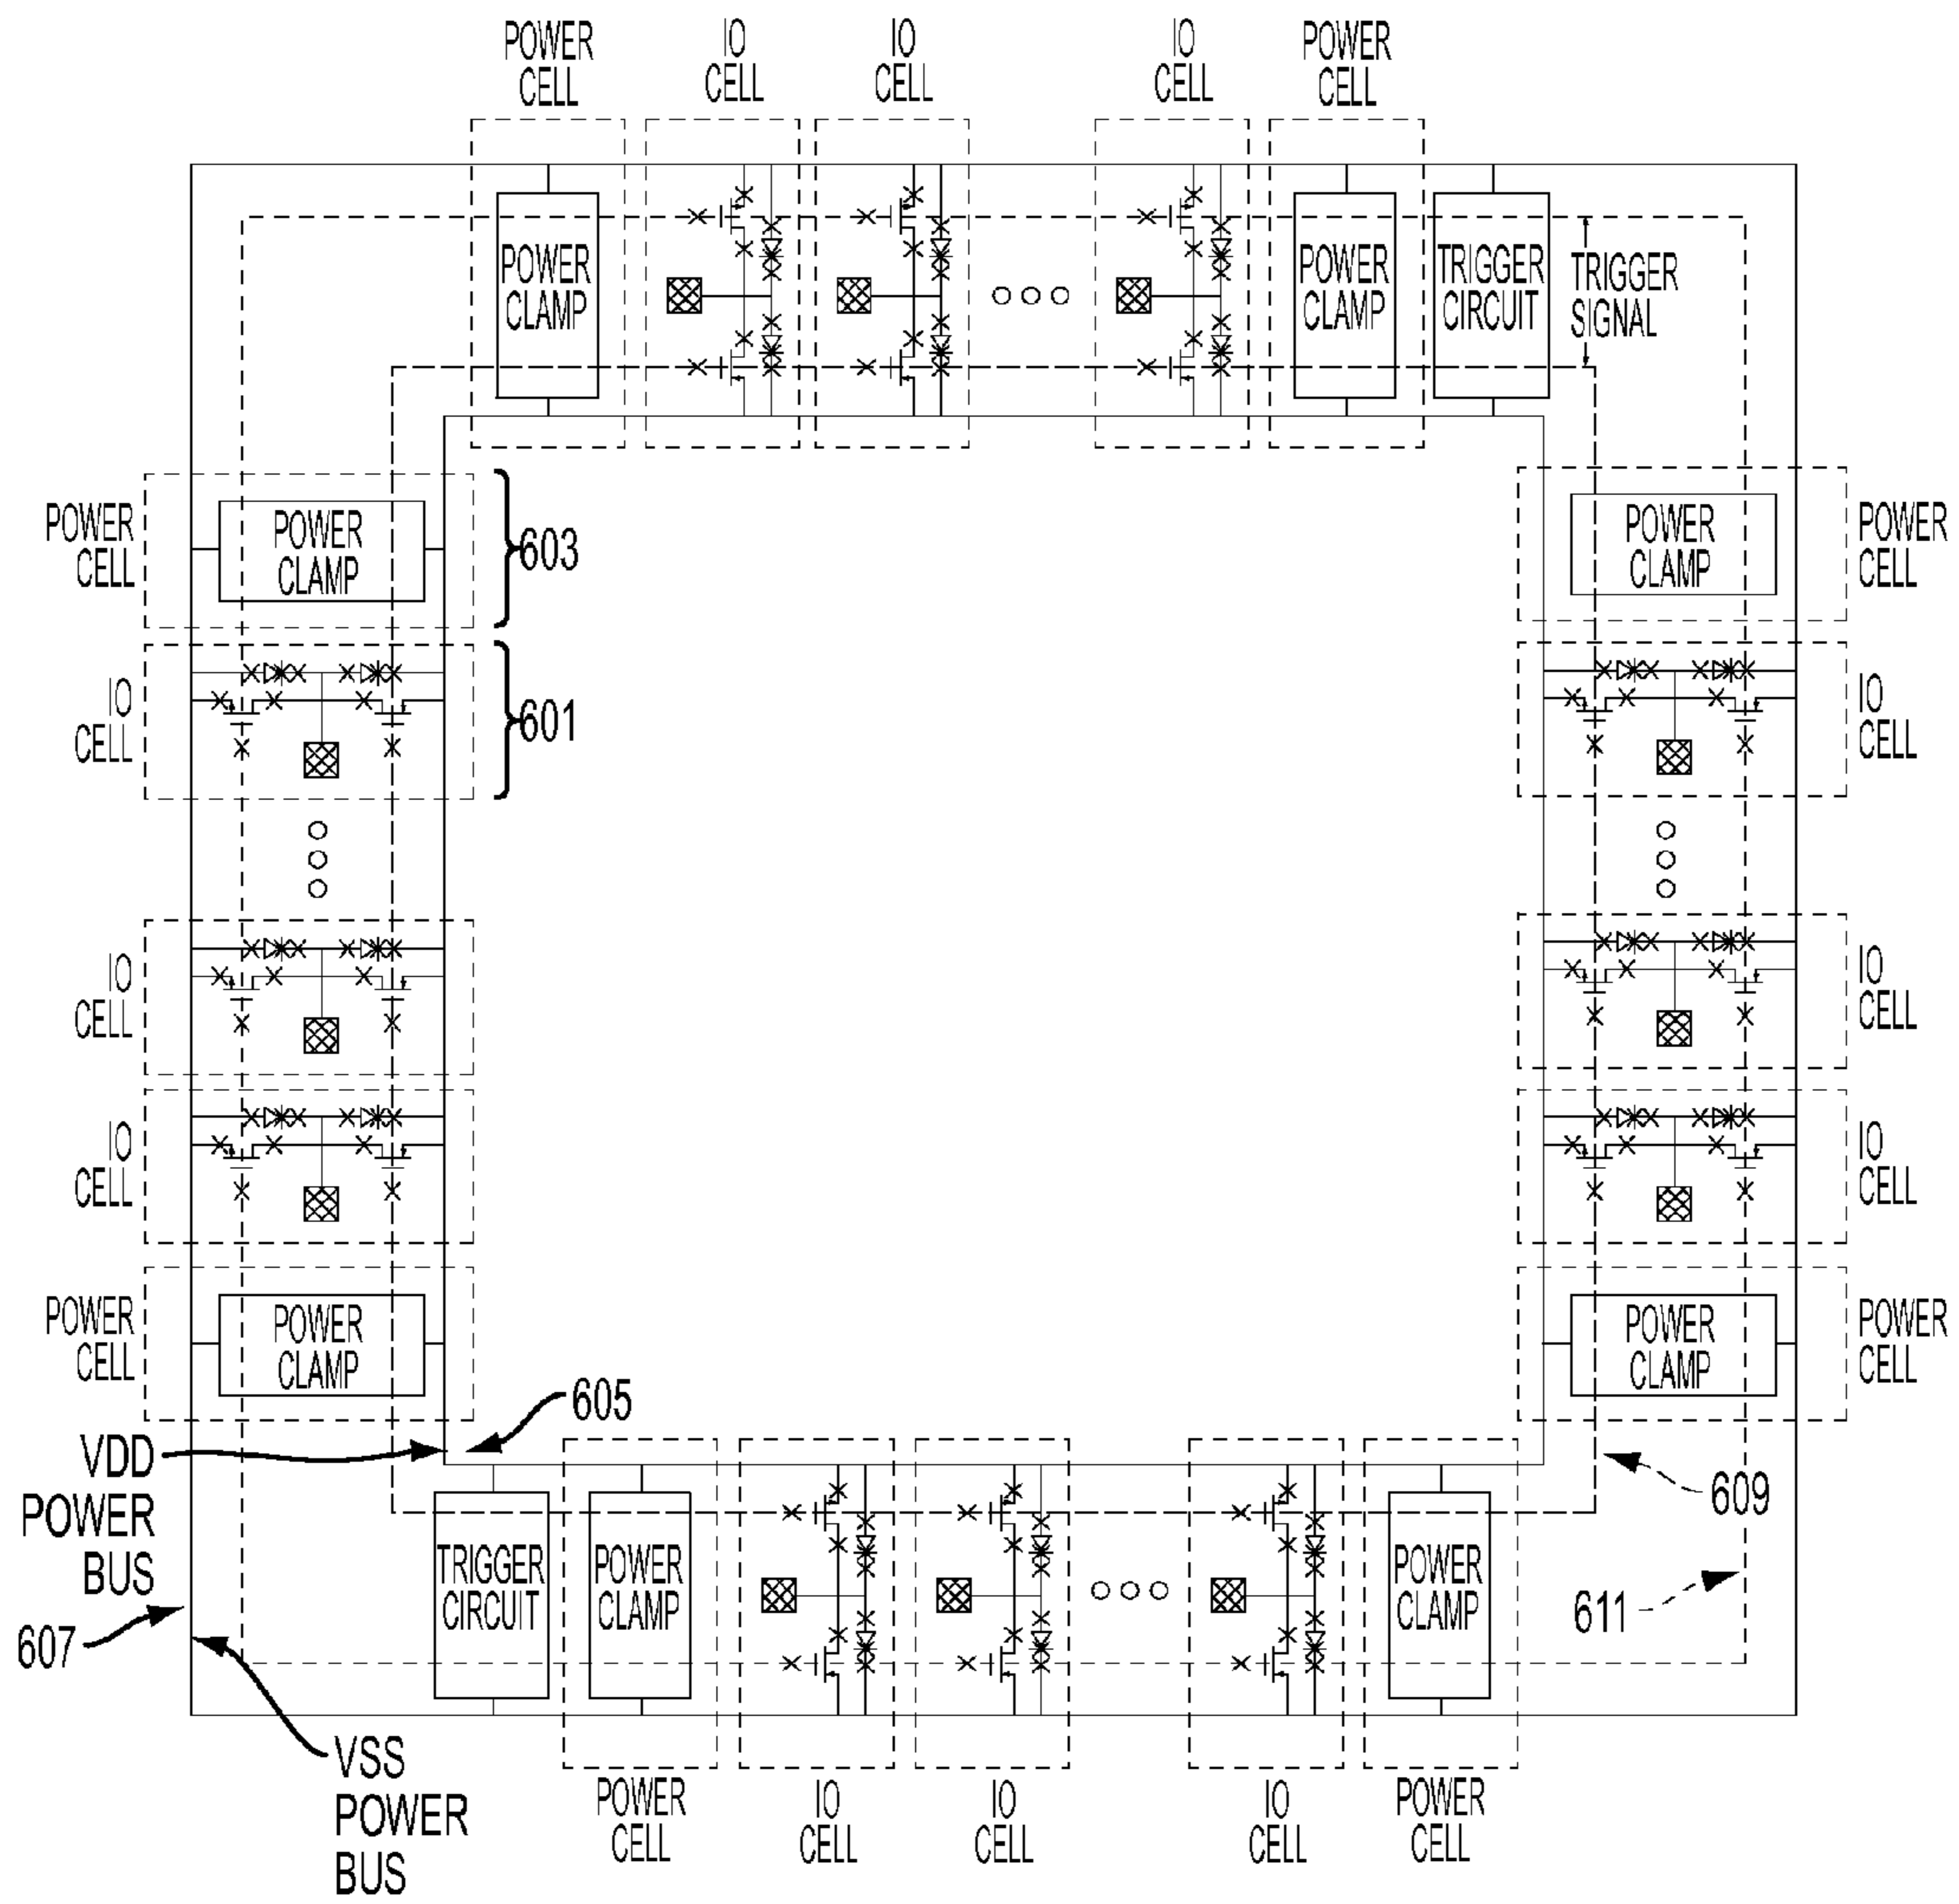 POWER
CELL
IO
CELL
IO
CELL
IO
CELL
POWER
CELL
POWER
CLAMP
POWER
CLAMP
TRIGGER
CIRCUIT
TRIGGER
SIGNAL
POWER
CELL
POWER
CLAMP
603
POWER
CLAMP
POWER
CELL
IO
CELL
601
IO
CELL
IO
CELL
IO
CELL
IO
CELL
IO
CELL
POWER
CELL
POWER
CLAMP
POWER
CLAMP
POWER
CELL
605
VDD
POWER
BUS
609
TRIGGER
CIRCUIT
POWER
CLAMP
POWER
CLAMP
611
607
VSS
POWER
BUS
POWER
CELL
IO
CELL
IO
CELL
IO
CELL
POWER
CELL